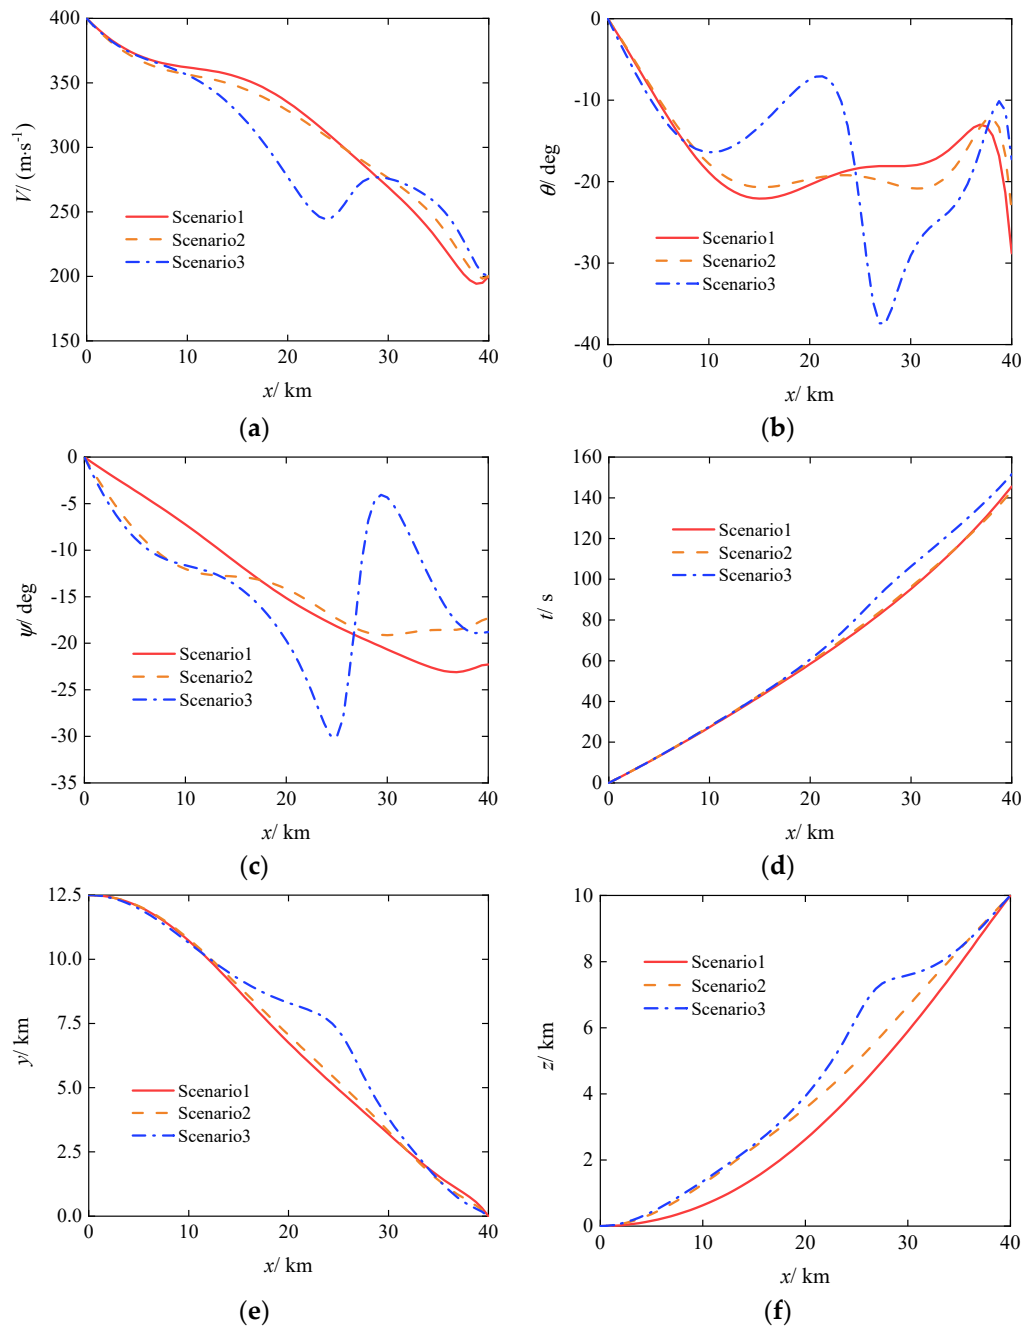 400
350
300
250
200
150
V/ (m·s-1)
Scenario1
Scenario2
Scenario3
0
10
20
30
40
x/ km
(a)
0
-10
-20
-30
-40
θ/ deg
Scenario1
Scenario2
Scenario3
0
10
20
30
40
x/ km
(b)
0
-5
-10
-15
-20
-25
-30
-35
ψ/ deg
Scenario1
Scenario2
Scenario3
0
10
20
30
40
x/ km
(c)
160
140
120
100
80
60
40
20
0
t/ s
Scenario1
Scenario2
Scenario3
0
10
20
30
40
x/ km
(d)
12.5
10.0
7.5
5.0
2.5
0.0
y/ km
Scenario1
Scenario2
Scenario3
0
10
20
30
40
x/ km
(e)
10
8
6
4
2
0
z/ km
Scenario1
Scenario2
Scenario3
0
10
20
30
40
x/ km
(f)